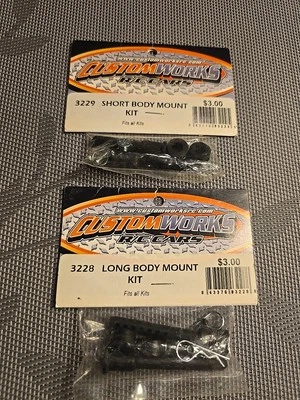 www.customworksrc.com
CUSTOMWORKS
R/C CARS
3229 SHORT BODY MOUNT $3.00
KIT
Fits all Kits
www.customworksrc.com
CUSTOMWORKS
R/C CARS
3228 LONG BODY MOUNT $3.00
KIT
Fits all Kits